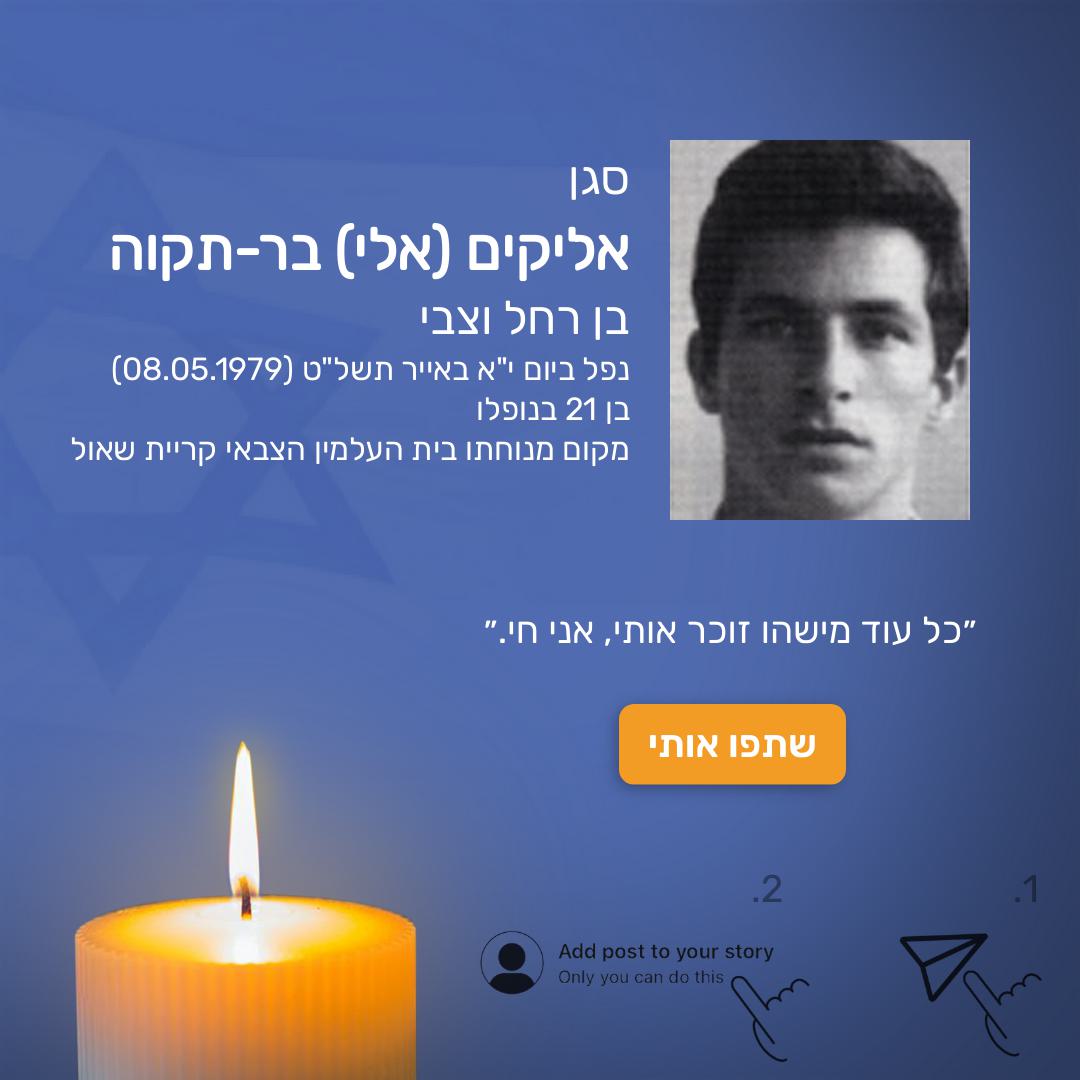 סגן
אליקים (אלי) בר-תקוה
בן רחל וצבי
נפל ביום י"א באייר תשל"ט (08.05.1979)
בן 21 בנופלו
מקום מנוחתו בית העלמין הצבאי קריית שאול
״כל עוד מישהו זוכר אותי, אני חי.״
שתפו אותי
1.
2.
Add post to your story
Only you can do this